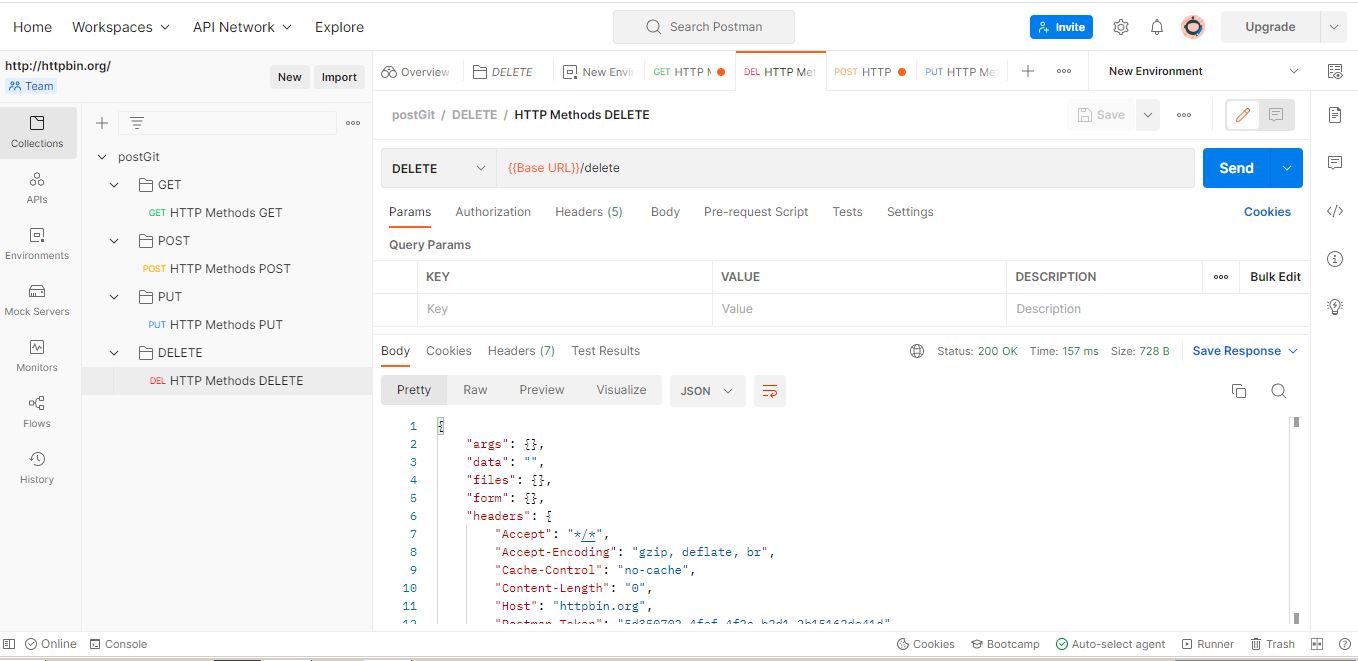 Home Workspaces API Network Explore Search Postman Invite Upgrade
http://httpbin.org/
Team
New Import
Overview DELETE New Envi GET HTTP M DEL HTTP Met POST HTTP PUT HTTP Me New Environment
Collections
APIs
Environments
Mock Servers
Monitors
Flows
History
postGit
GET
GET HTTP Methods GET
POST
POST HTTP Methods POST
PUT
PUT HTTP Methods PUT
DELETE
DEL HTTP Methods DELETE
postGit / DELETE / HTTP Methods DELETE Save
DELETE {{Base URL}}/delete Send
Params Authorization Headers (5) Body Pre-request Script Tests Settings Cookies
Query Params
KEY VALUE DESCRIPTION Bulk Edit
Key Value Description
Body Cookies Headers (7) Test Results Status: 200 OK Time: 157 ms Size: 728 B Save Response
Pretty Raw Preview Visualize JSON
1 {
2 "args": {},
3 "data": "",
4 "files": {},
5 "form": {},
6 "headers": {
7 "Accept": "*/*",
8 "Accept-Encoding": "gzip, deflate, br",
9 "Cache-Control": "no-cache",
10 "Content-Length": "0",
11 "Host": "httpbin.org",
12 "Postman-Token":
Online Console Cookies Bootcamp Auto-select agent Runner Trash